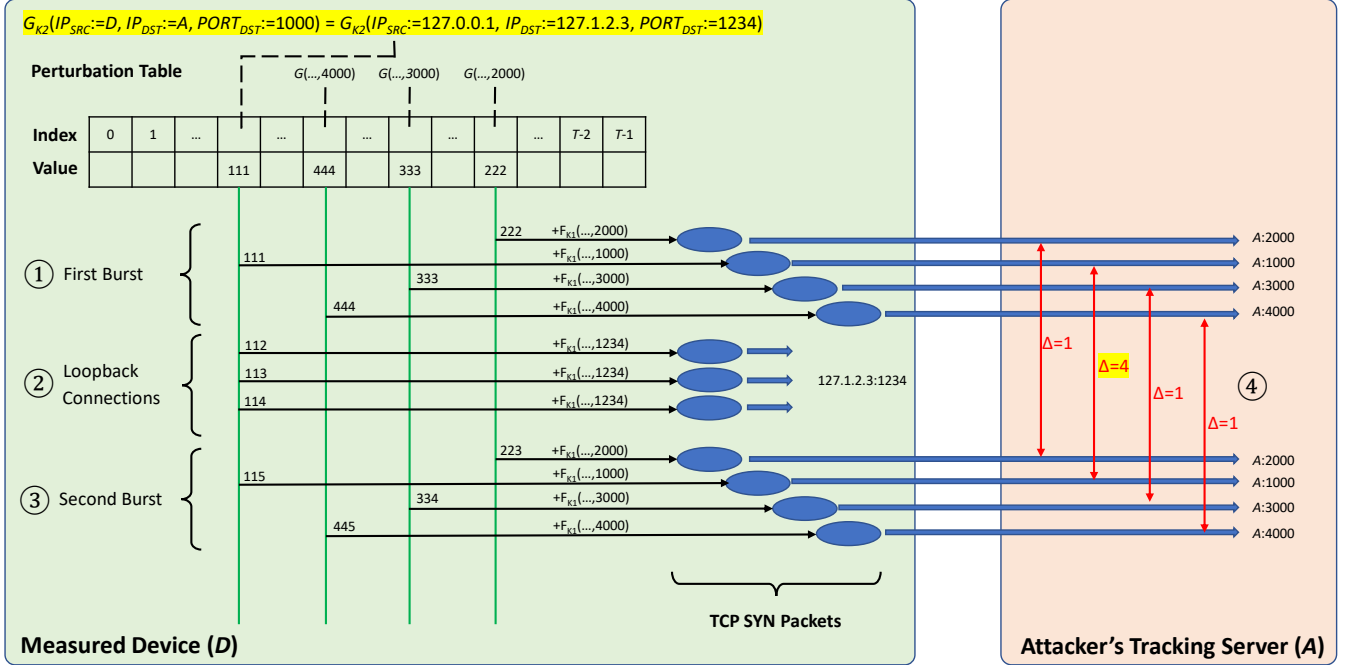 G_K2(IP_SRC:=D, IP_DST:=A, PORT_DST:=1000) = G_K2(IP_SRC:=127.0.0.1, IP_DST:=127.1.2.3, PORT_DST:=1234)
Perturbation Table
G(...,4000) G(...,3000) G(...,2000)
Index 0 1 ... ... ... ... ... T-2 T-1
Value 111 444 333 222
① First Burst
222 +F_K1(...,2000) A:2000
111 +F_K1(...,1000) A:1000
333 +F_K1(...,3000) A:3000
444 +F_K1(...,4000) A:4000
② Loopback Connections
112 +F_K1(...,1234)
113 +F_K1(...,1234) 127.1.2.3:1234
114 +F_K1(...,1234)
Δ=1
Δ=4
Δ=1
Δ=1
④
③ Second Burst
223 +F_K1(...,2000) A:2000
115 +F_K1(...,1000) A:1000
334 +F_K1(...,3000) A:3000
445 +F_K1(...,4000) A:4000
TCP SYN Packets
Measured Device (D)
Attacker's Tracking Server (A)